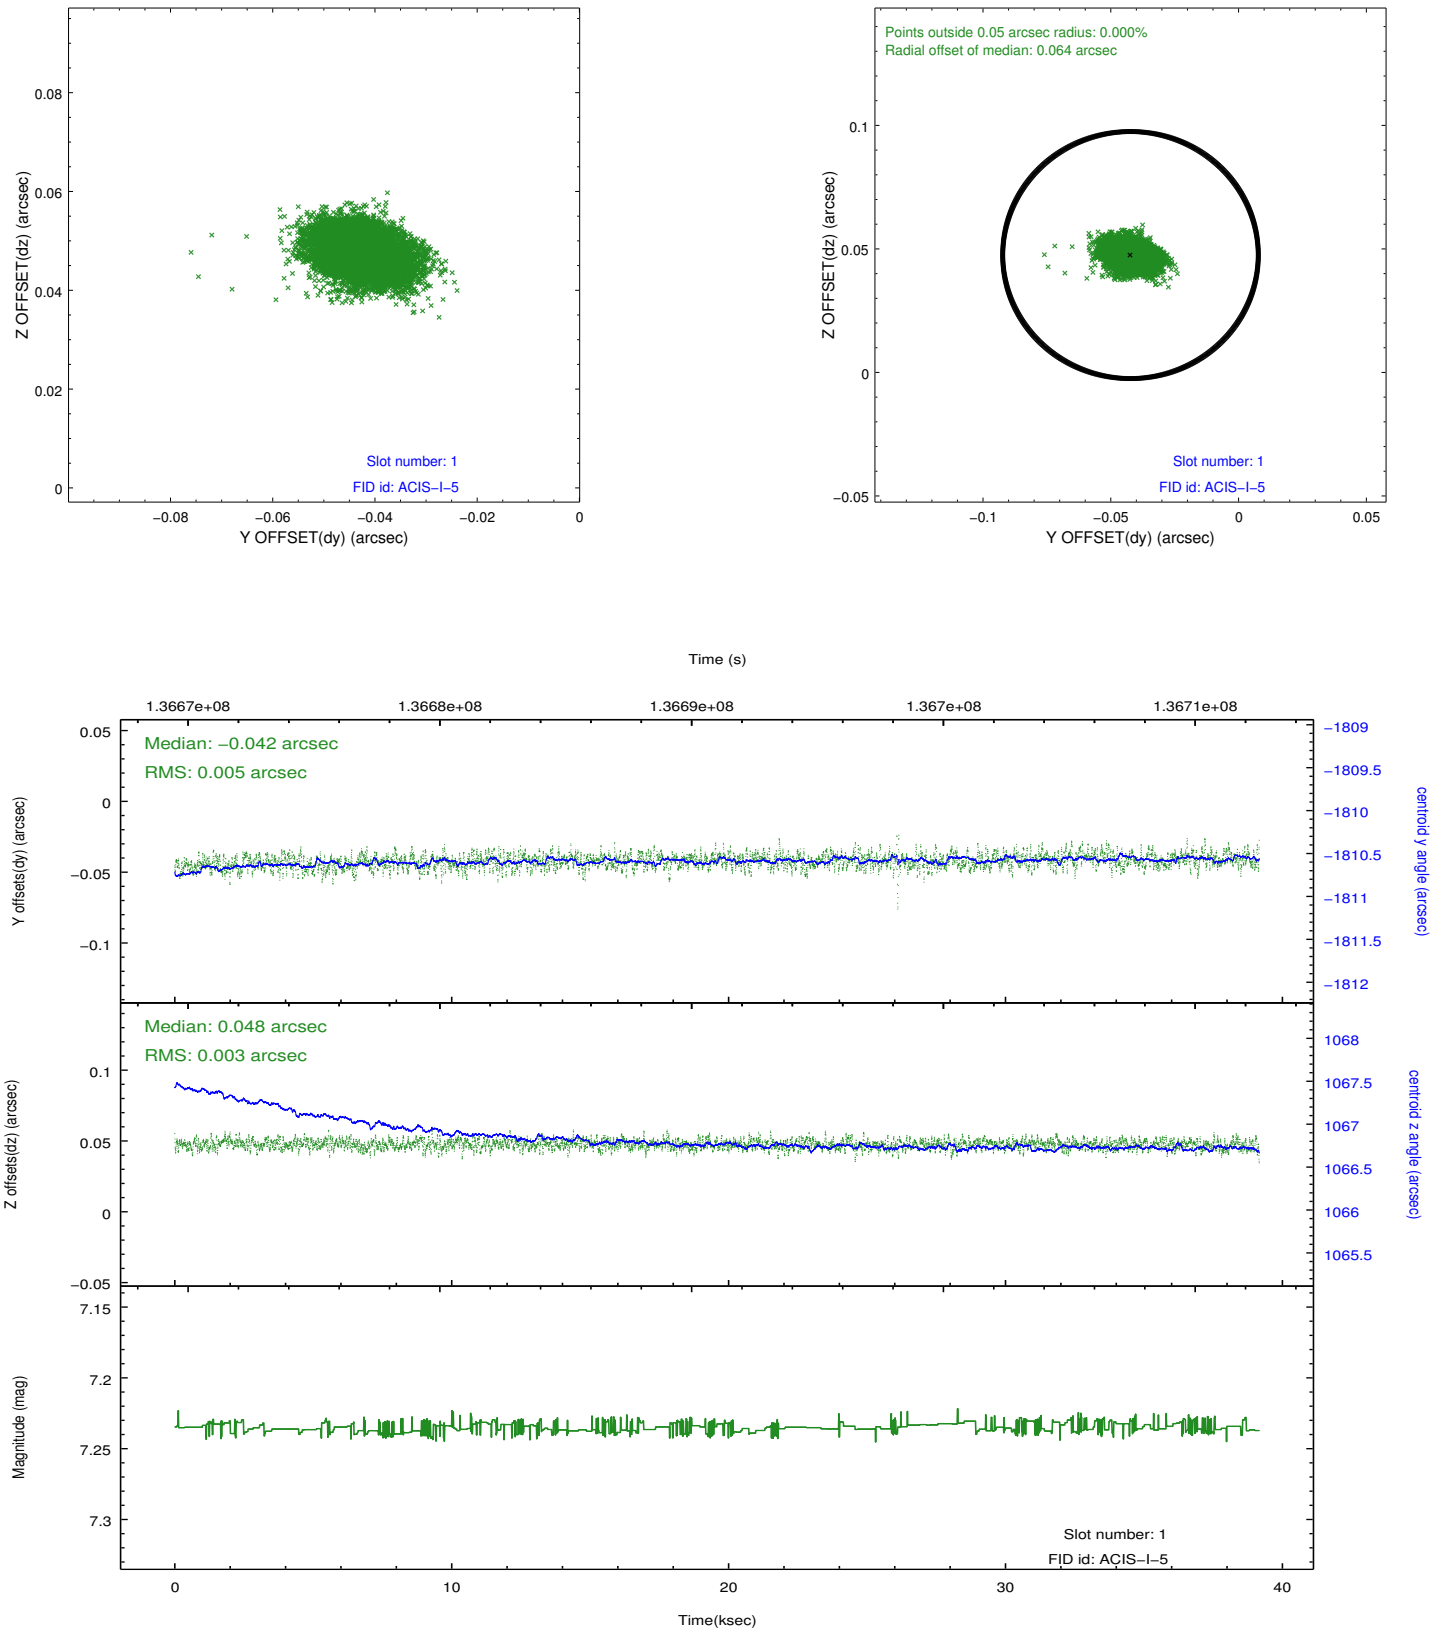 0.08
0.06
0.04
0.02
0
Z OFFSET(dz) (arcsec)
Slot number: 1
FID id: ACIS−I−5
−0.08 −0.06 −0.04 −0.02 0
Y OFFSET(dy) (arcsec)
Points outside 0.05 arcsec radius: 0.000%
Radial offset of median: 0.064 arcsec
0.1
0.05
0
−0.05
Z OFFSET(dz) (arcsec)
Slot number: 1
FID id: ACIS−I−5
−0.1 −0.05 0 0.05
Y OFFSET(dy) (arcsec)
Time (s)
1.3667e+08 1.3668e+08 1.3669e+08 1.367e+08 1.3671e+08
0.05
0
−0.05
−0.1
Y offsets(dy) (arcsec)
Median: −0.042 arcsec
RMS: 0.005 arcsec
−1809
−1809.5
−1810
−1810.5
−1811
−1811.5
−1812
centroid y angle (arcsec)
0.1
0.05
0
−0.05
Z offsets(dz) (arcsec)
Median: 0.048 arcsec
RMS: 0.003 arcsec
1068
1067.5
1067
1066.5
1066
1065.5
centroid z angle (arcsec)
7.15
7.2
7.25
7.3
Magnitude (mag)
Slot number: 1
FID id: ACIS−I−5
0 10 20 30 40
Time(ksec)